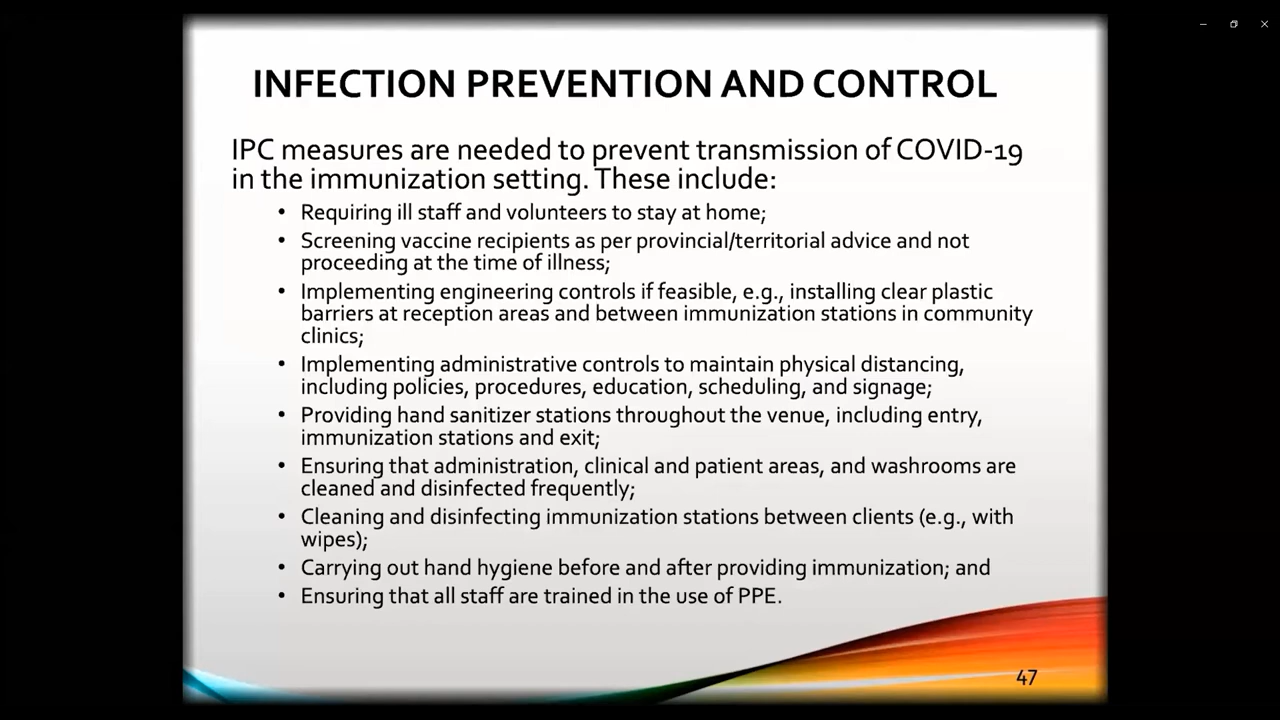 INFECTION PREVENTION AND CONTROL
IPC measures are needed to prevent transmission of COVID-19
in the immunization setting. These include:
• Requiring ill staff and volunteers to stay at home;
• Screening vaccine recipients as per provincial/territorial advice and not
proceeding at the time of illness;
• Implementing engineering controls if feasible, e.g., installing clear plastic
barriers at reception areas and between immunization stations in community
clinics;
• Implementing administrative controls to maintain physical distancing,
including policies, procedures, education, scheduling, and signage;
• Providing hand sanitizer stations throughout the venue, including entry,
immunization stations and exit;
• Ensuring that administration, clinical and patient areas, and washrooms are
cleaned and disinfected frequently;
• Cleaning and disinfecting immunization stations between clients (e.g., with
wipes);
• Carrying out hand hygiene before and after providing immunization; and
• Ensuring that all staff are trained in the use of PPE.
47